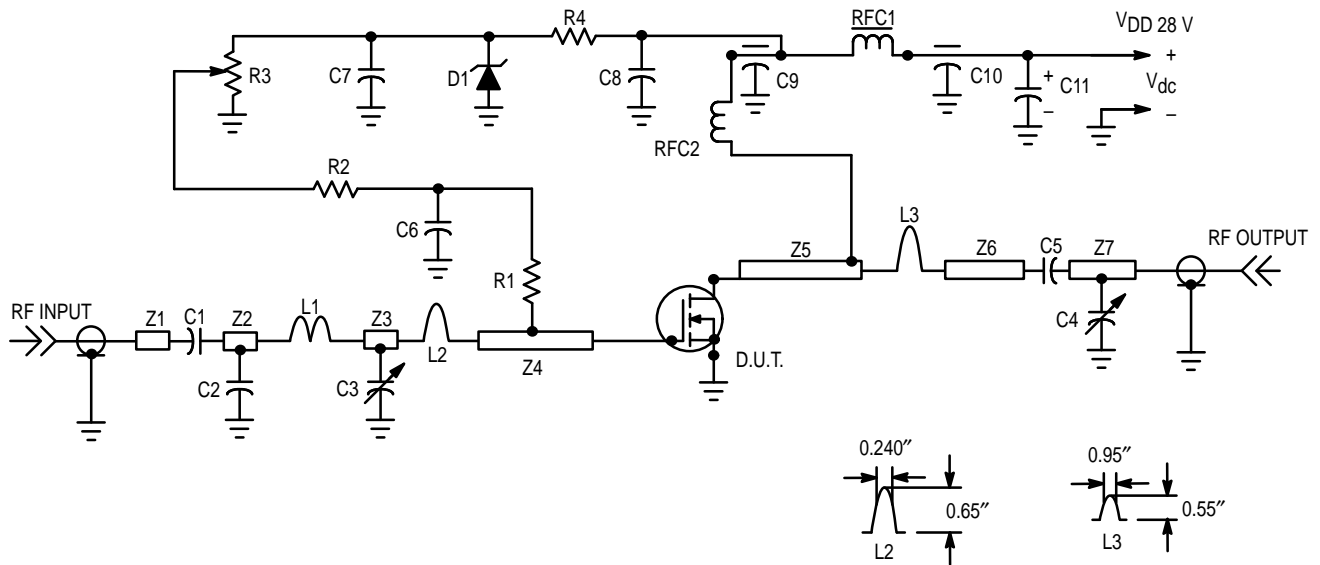 R4
RFC1
V_DD 28 V
+
R3
C7
D1
C8
C9
C10
+
C11
–
V_dc
–
RFC2
R2
C6
L3
R1
Z5
Z6
C5
Z7
RF OUTPUT
C4
RF INPUT
Z1
C1
Z2
L1
Z3
L2
Z4
D.U.T.
C2
C3
0.240″
0.65″
L2
0.95″
0.55″
L3